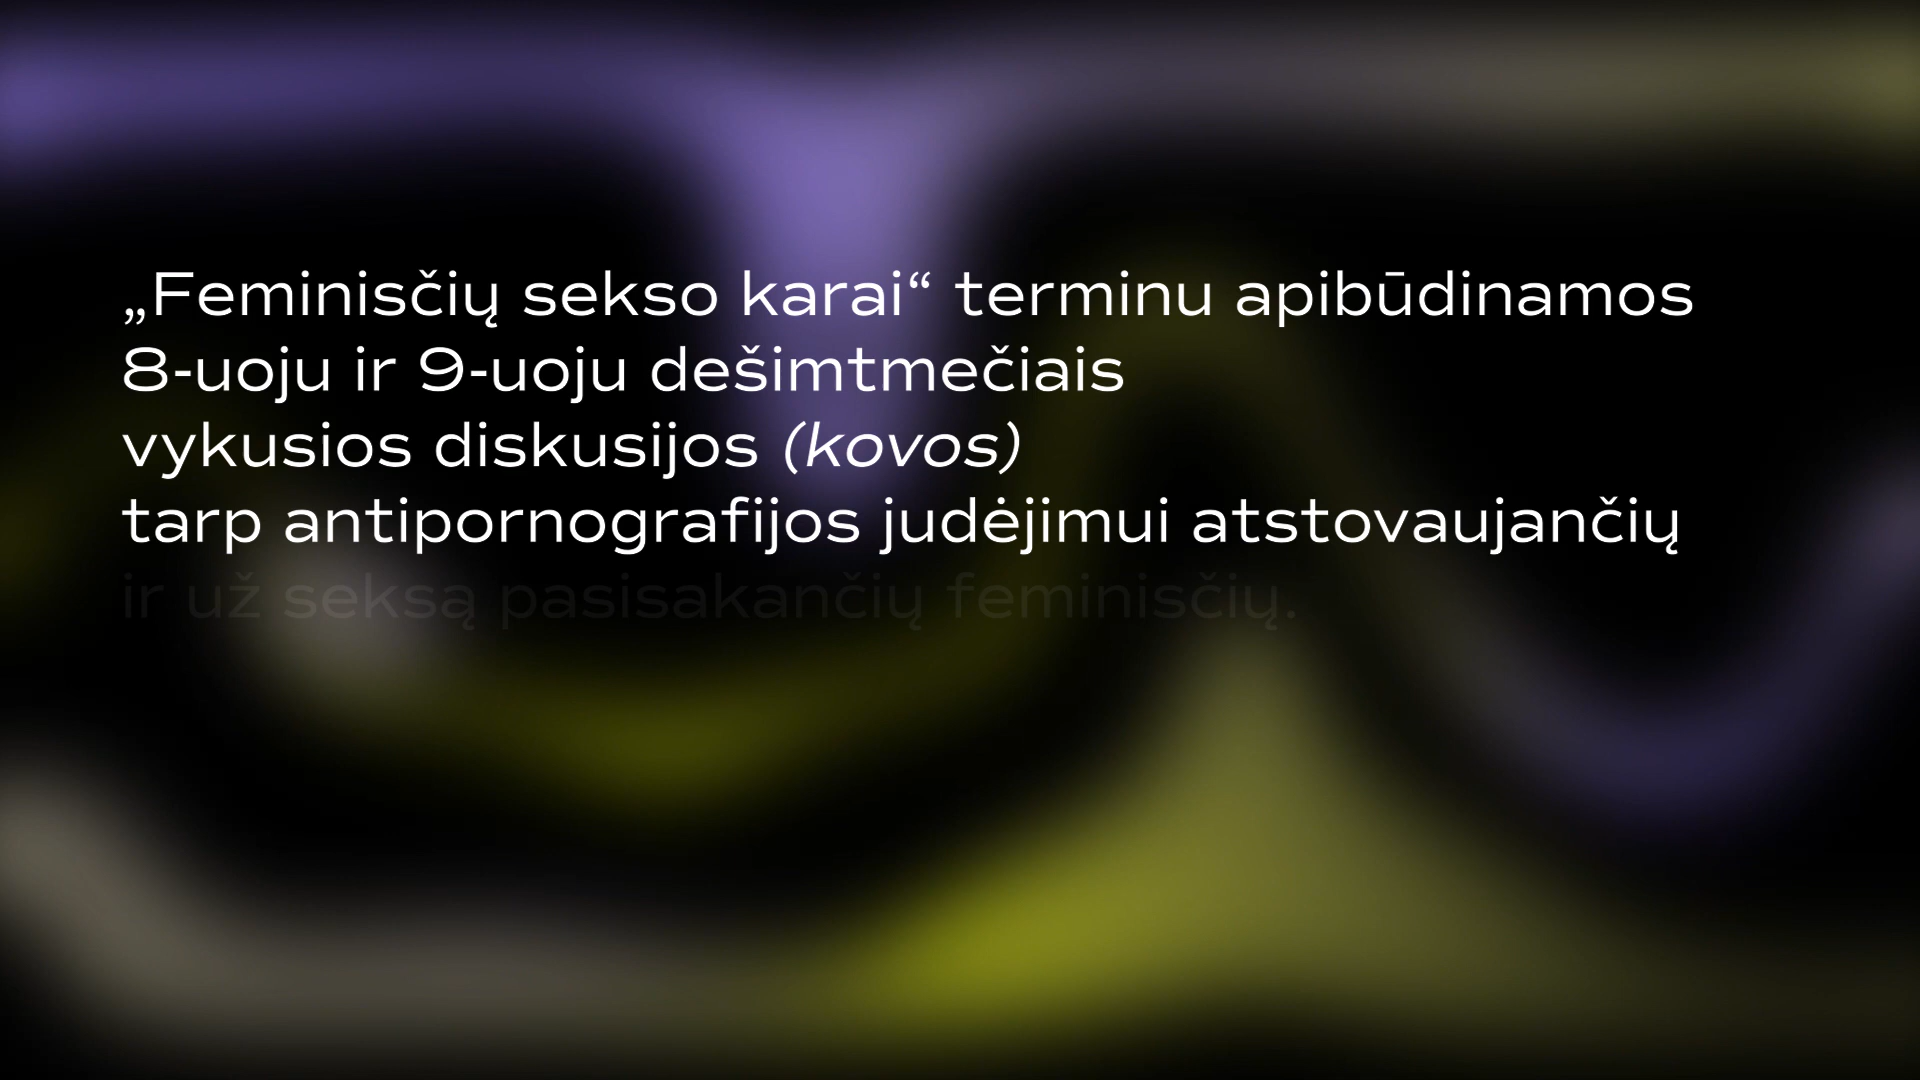 „Feminisčių sekso karai“ terminu apibūdinamos
8-uoju ir 9-uoju dešimtmečiais
vykusios diskusijos (kovos)
tarp antipornografijos judėjimui atstovaujančių
ir už seksą pasisakančių feminisčių.